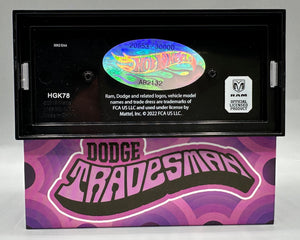 20653/30000
Hot Wheels
AB2132
HGK78
Ram, Dodge and related logos, vehicle model
names and trade dress are trademarks of
FCA US LLC and used under license by
Mattel, Inc. © 2022 FCA US LLC
RAM
OFFICIAL
LICENSED
PRODUCT
DODGE
TRADESMAN